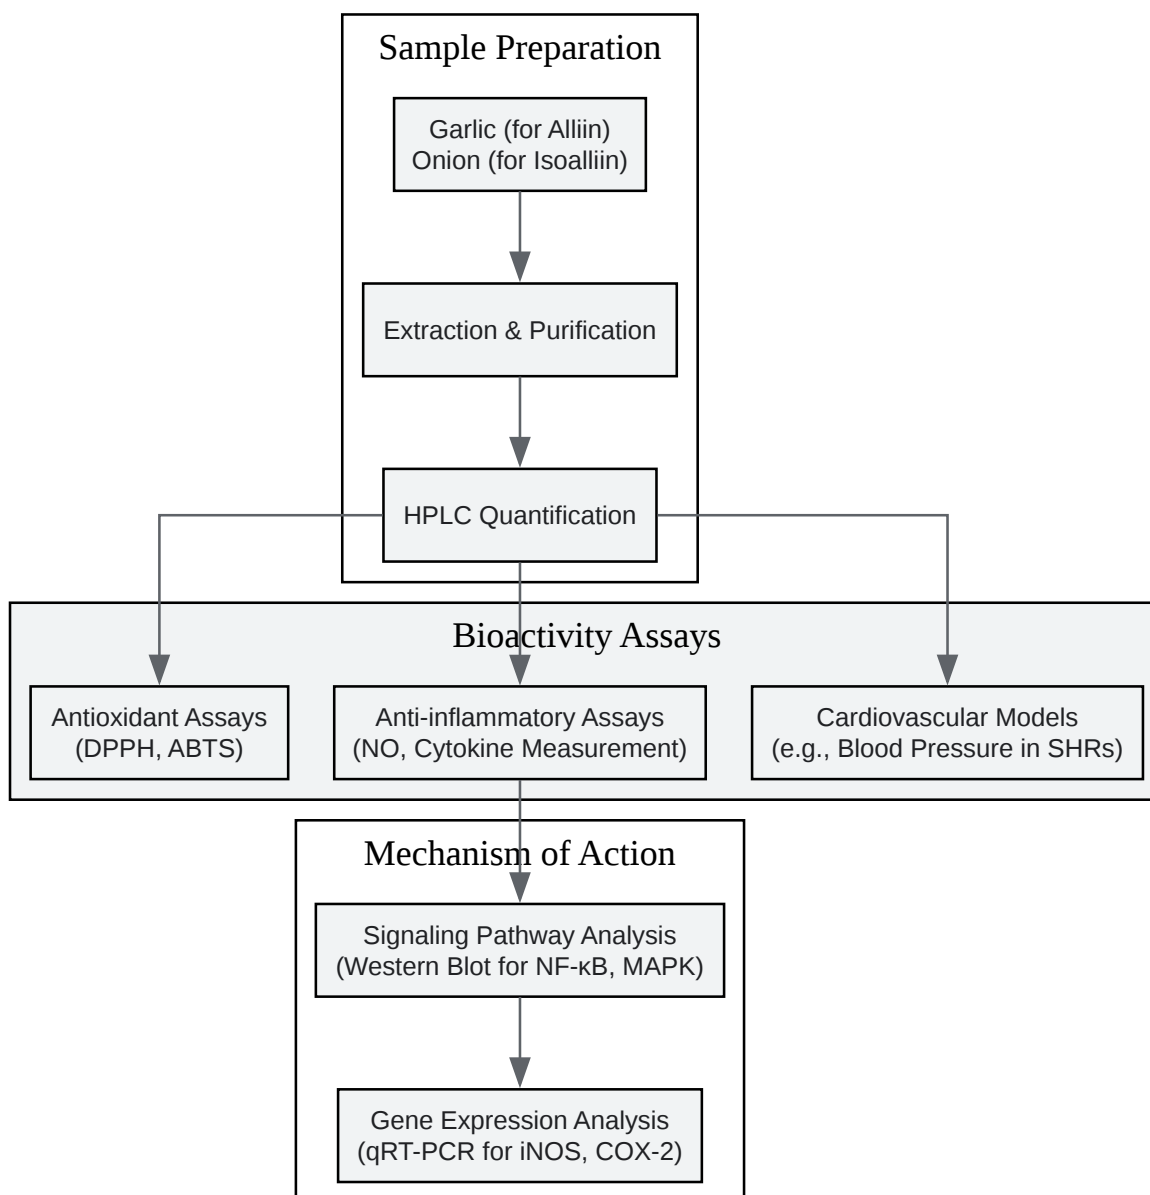 Sample Preparation
Garlic (for Alliin)
Onion (for Isoalliin)
Extraction & Purification
HPLC Quantification
Bioactivity Assays
Antioxidant Assays
(DPPH, ABTS)
Anti-inflammatory Assays
(NO, Cytokine Measurement)
Cardiovascular Models
(e.g., Blood Pressure in SHRs)
Mechanism of Action
Signaling Pathway Analysis
(Western Blot for NF-κB, MAPK)
Gene Expression Analysis
(qRT-PCR for iNOS, COX-2)